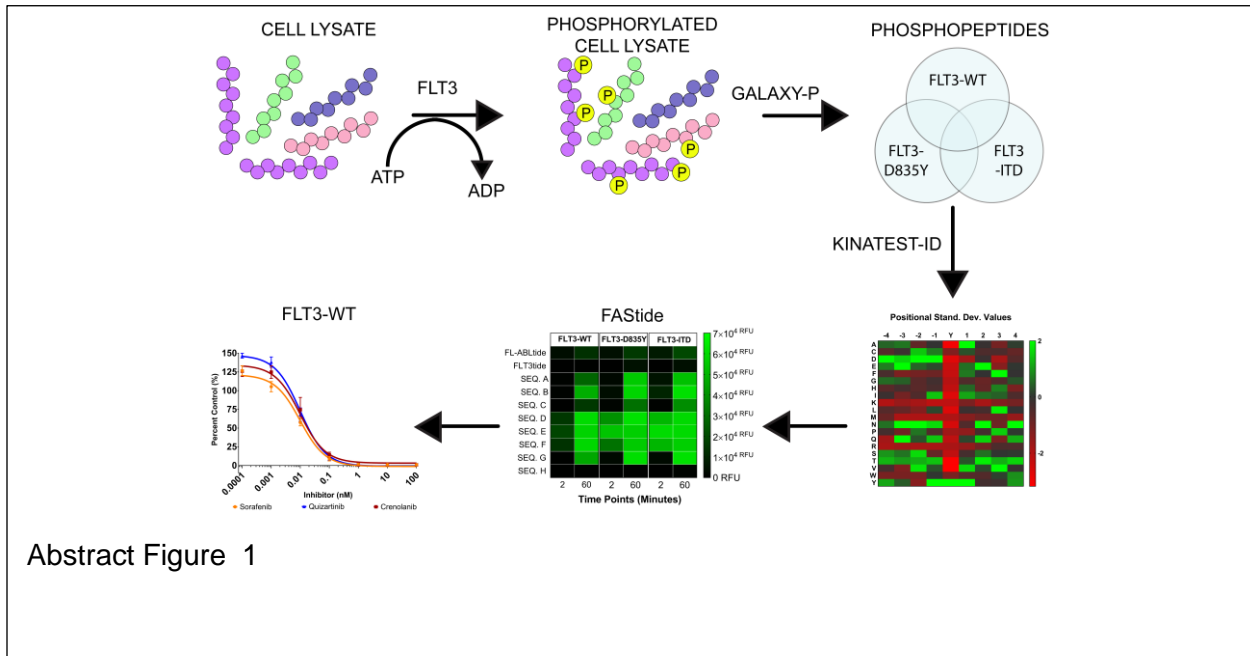 CELL LYSATE
FLT3
ATP
ADP
PHOSPHORYLATED
CELL LYSATE
P
P
P
P
P
P
GALAXY-P
PHOSPHOPEPTIDES
FLT3-WT
FLT3-
D835Y
FLT3
-ITD
KINATEST-ID
Positional Stand. Dev. Values
-4 -3 -2 -1 Y 1 2 3 4
A
C
D
E
F
G
H
I
K
L
M
N
P
Q
R
S
T
V
W
Y
2
0
-2
FAStide
FLT3-WT FLT3-D835Y FLT3-ITD
FL-ABLtide
FLT3tide
SEQ. A
SEQ. B
SEQ. C
SEQ. D
SEQ. E
SEQ. F
SEQ. G
SEQ. H
2 60 2 60 2 60
Time Points (Minutes)
7×10⁴ RFU
6×10⁴ RFU
5×10⁴ RFU
4×10⁴ RFU
3×10⁴ RFU
2×10⁴ RFU
1×10⁴ RFU
0 RFU
FLT3-WT
Percent Control (%)
150
125
100
75
50
25
0
0.0001 0.001 0.01 0.1 1 10 100
Inhibitor (nM)
Sorafenib Quizartinib Crenolanib
Abstract Figure 1